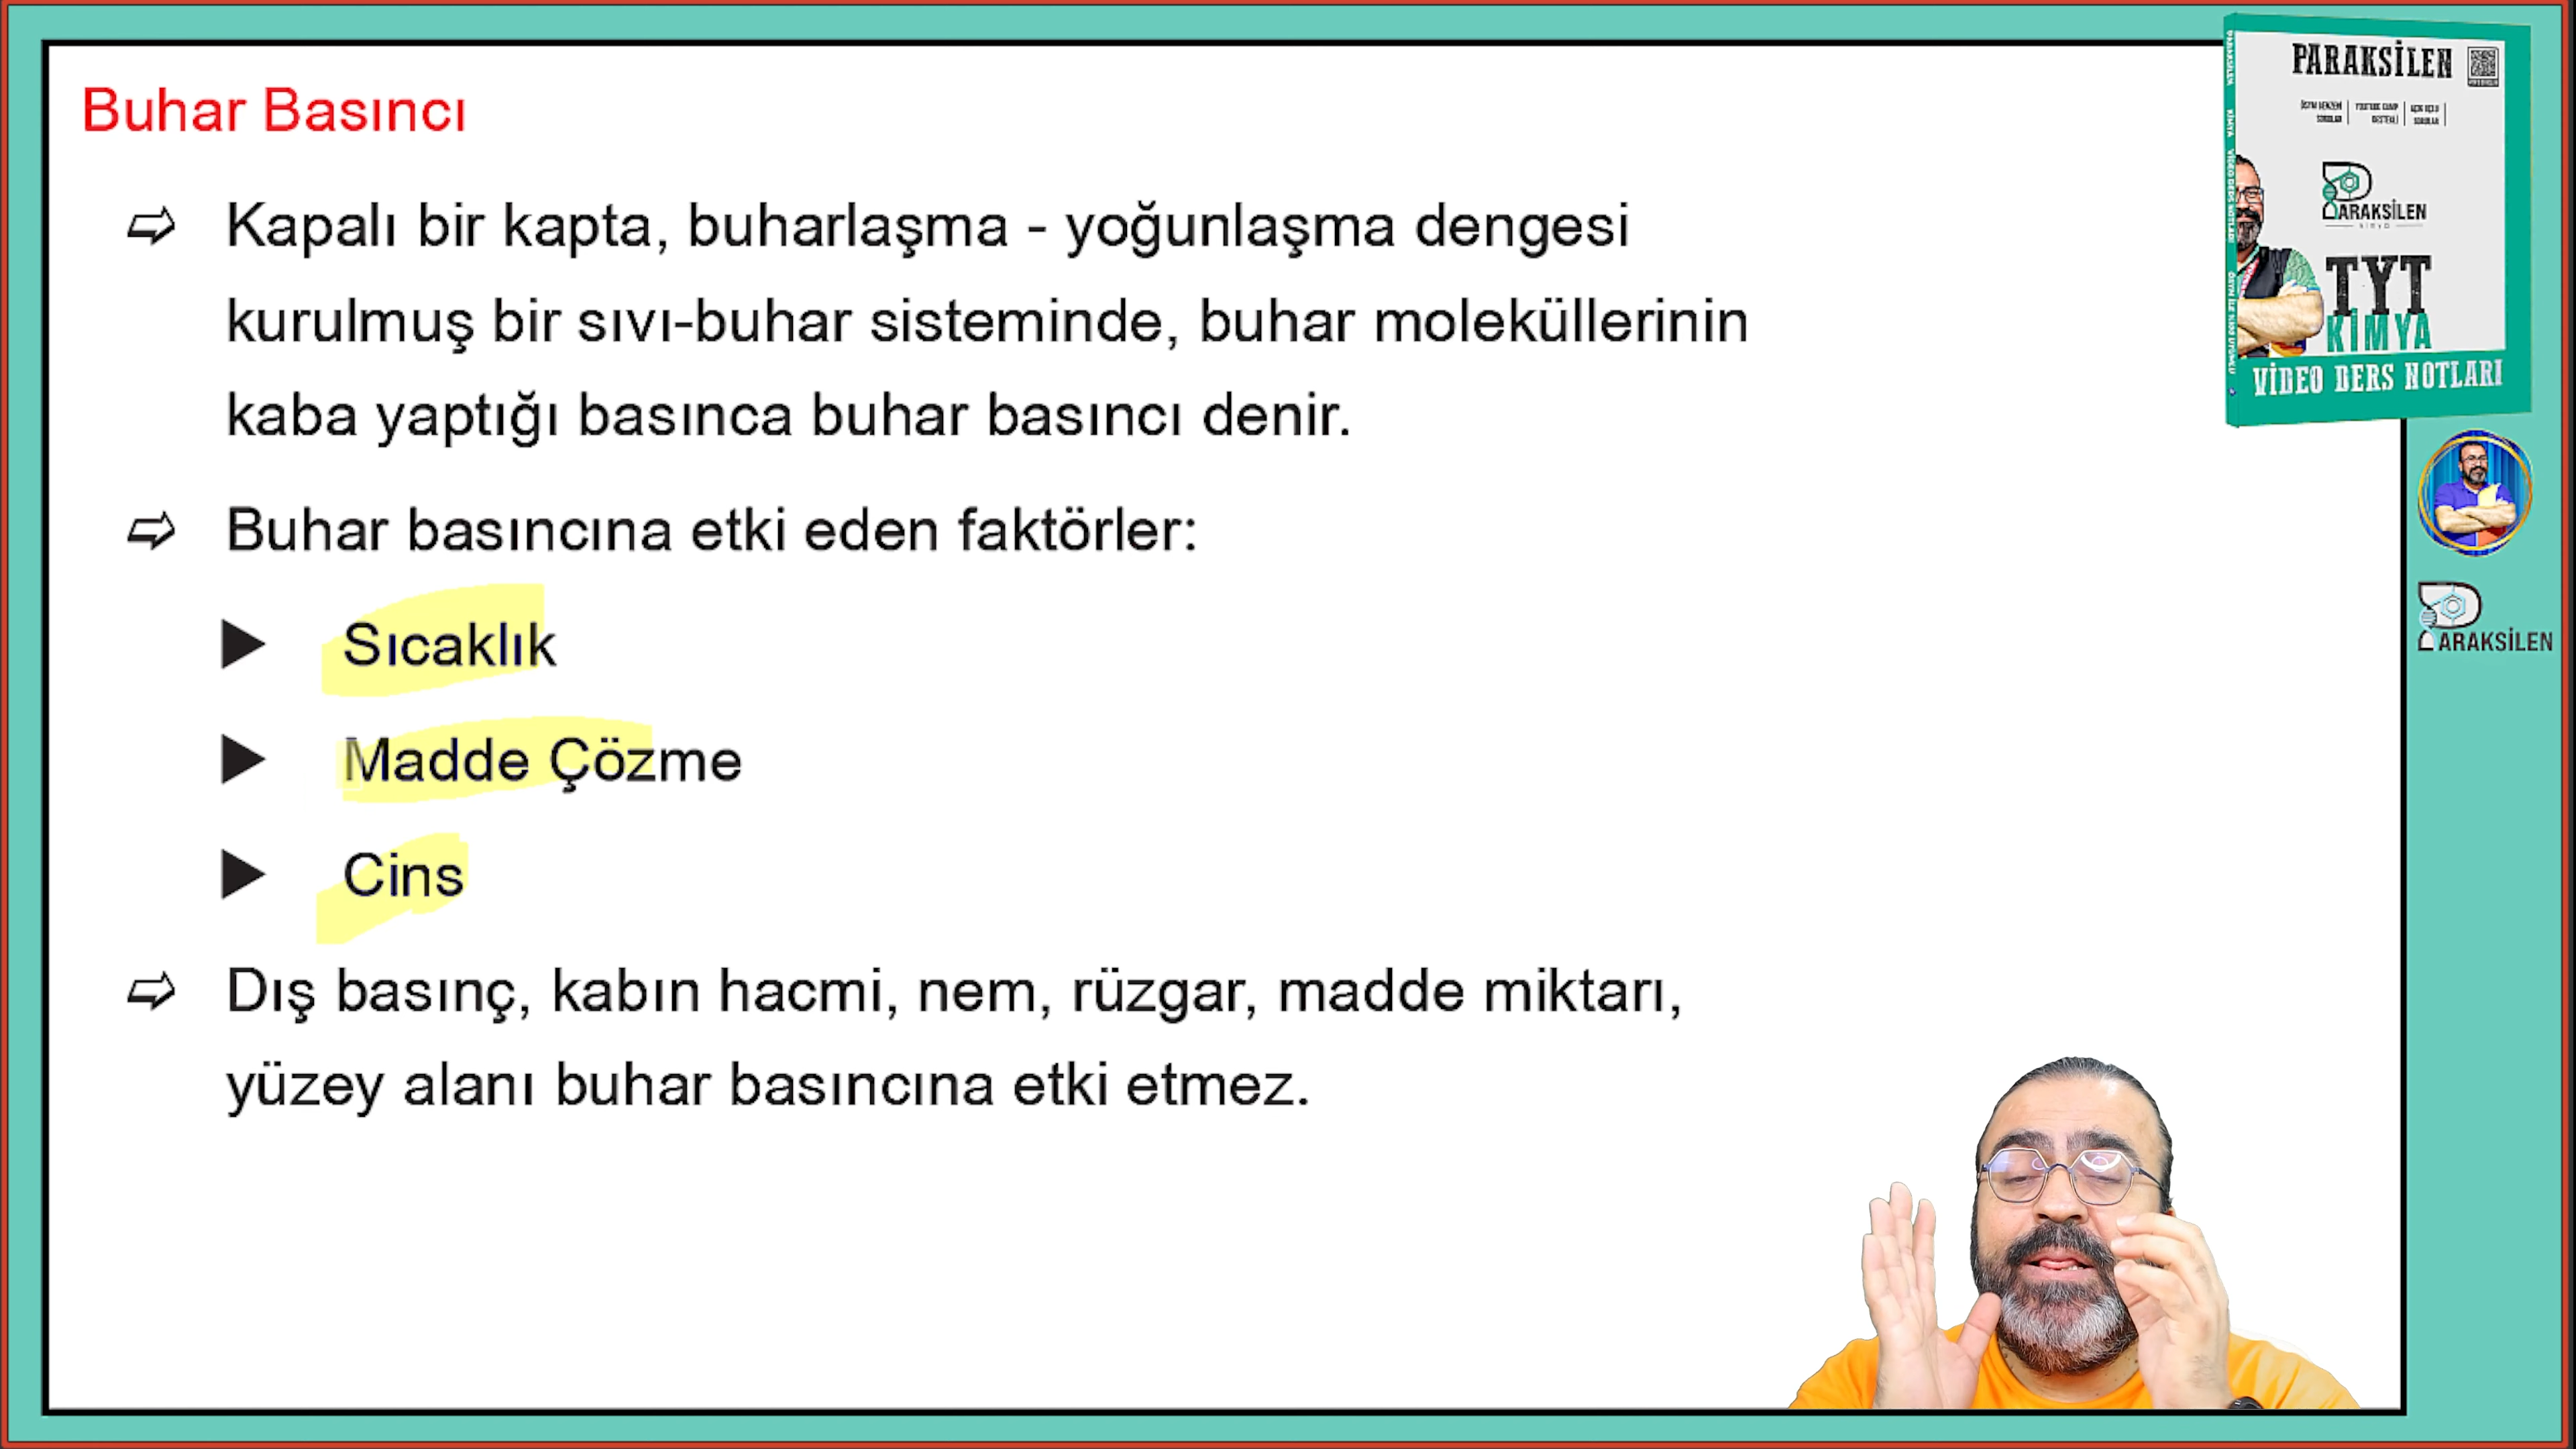 Buhar Basıncı
⇨ Kapalı bir kapta, buharlaşma - yoğunlaşma dengesi
kurulmuş bir sıvı-buhar sisteminde, buhar moleküllerinin
kaba yaptığı basınca buhar basıncı denir.
⇨ Buhar basıncına etki eden faktörler:
▶ Sıcaklık
▶ Madde Çözme
▶ Cins
⇨ Dış basınç, kabın hacmi, nem, rüzgar, madde miktarı,
yüzey alanı buhar basıncına etki etmez.
PARAKSİLEN
PARAKSİLEN
TYT
KİMYA
VİDEO DERS NOTLARI
PARAKSİLEN